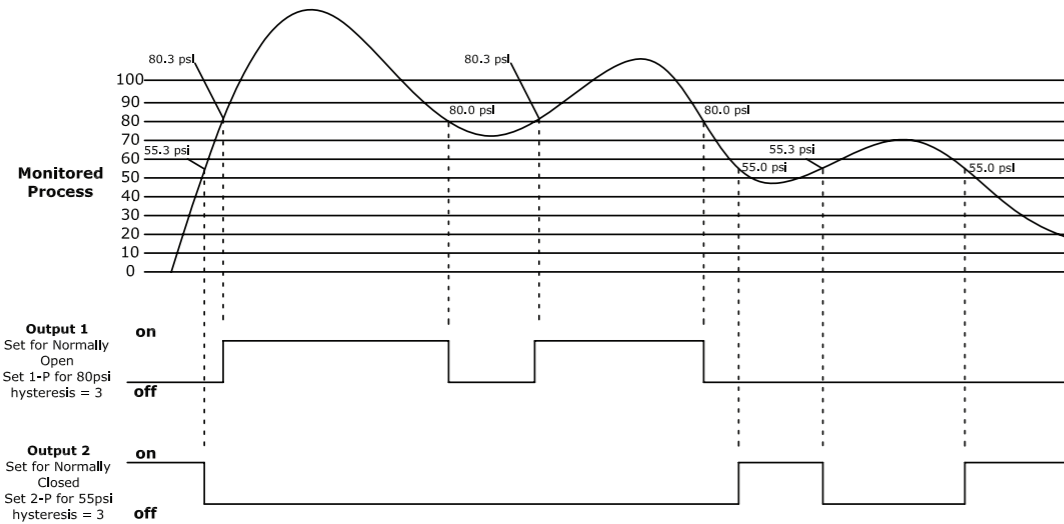 80.3 psi
80.3 psi
100
90
80.0 psi
80.0 psi
80
70
55.3 psi
55.3 psi
60
55.0 psi
55.0 psi
Monitored
Process
50
40
30
20
10
0
Output 1
Set for Normally
Open
Set 1-P for 80psi
hysteresis = 3
on
off
Output 2
Set for Normally
Closed
Set 2-P for 55psi
hysteresis = 3
on
off